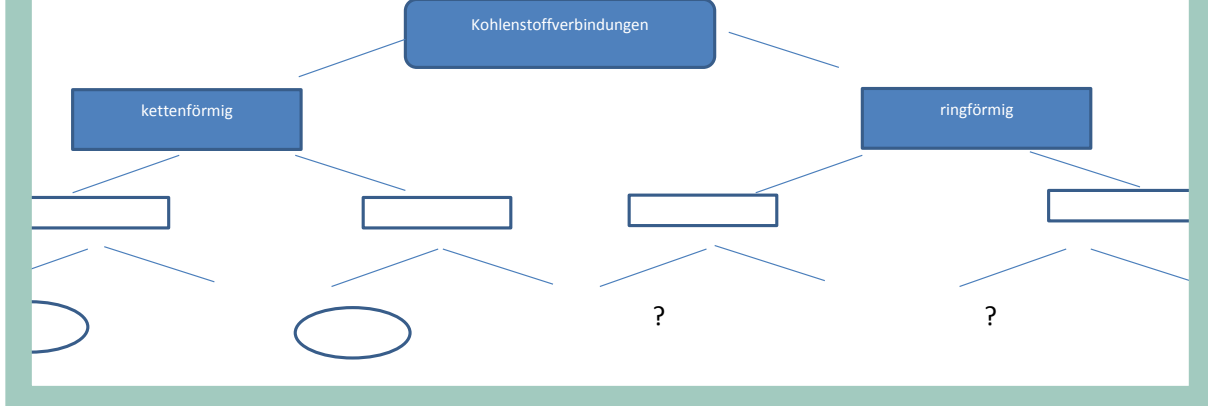 Kohlenstoffverbindungen
kettenförmig
ringförmig
?
?